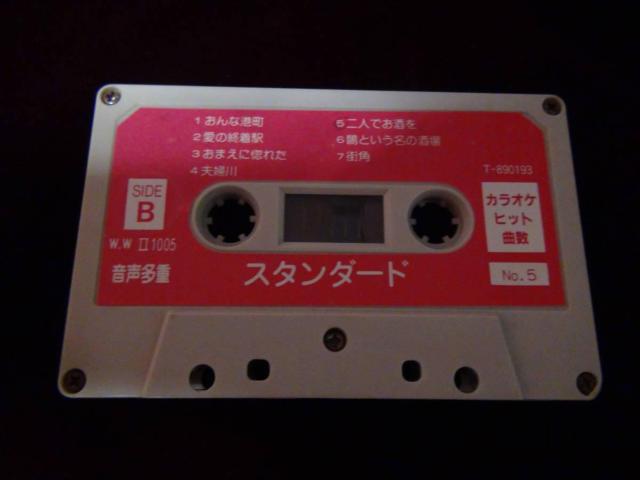 1 おんな港町
2 愛の終着駅
3 おまえに惚れた
4 夫婦川
5 二人でお酒を
6 鷗という名の酒場
7 街角
T-890193
SIDE
B
カラオケ
ヒット
曲数
W.W II 1005
音声多重
スタンダード
No.5